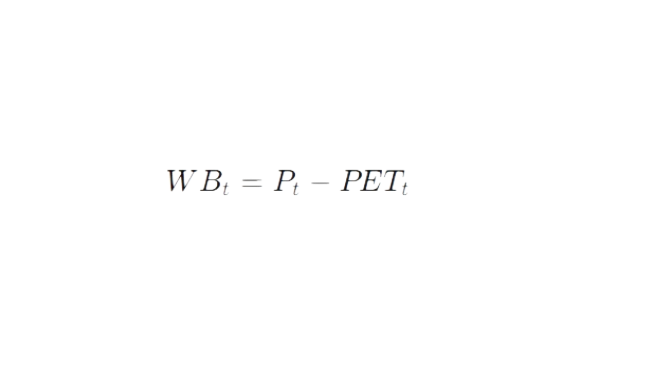 WB_t = P_t − PET_t